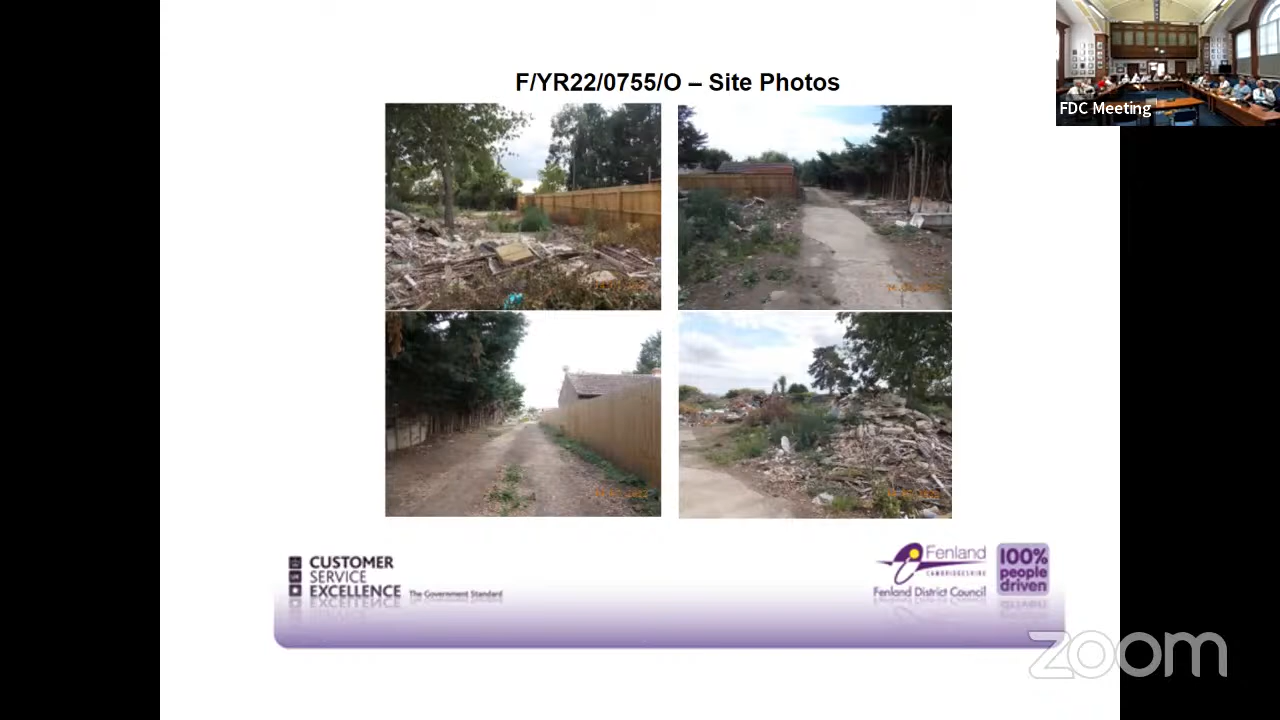 F/YR22/0755/O – Site Photos
FDC Meeting
CUSTOMER
SERVICE
EXCELLENCE
The Government Standard
Fenland
CAMBRIDGESHIRE
Fenland District Council
100%
people
driven
zoom